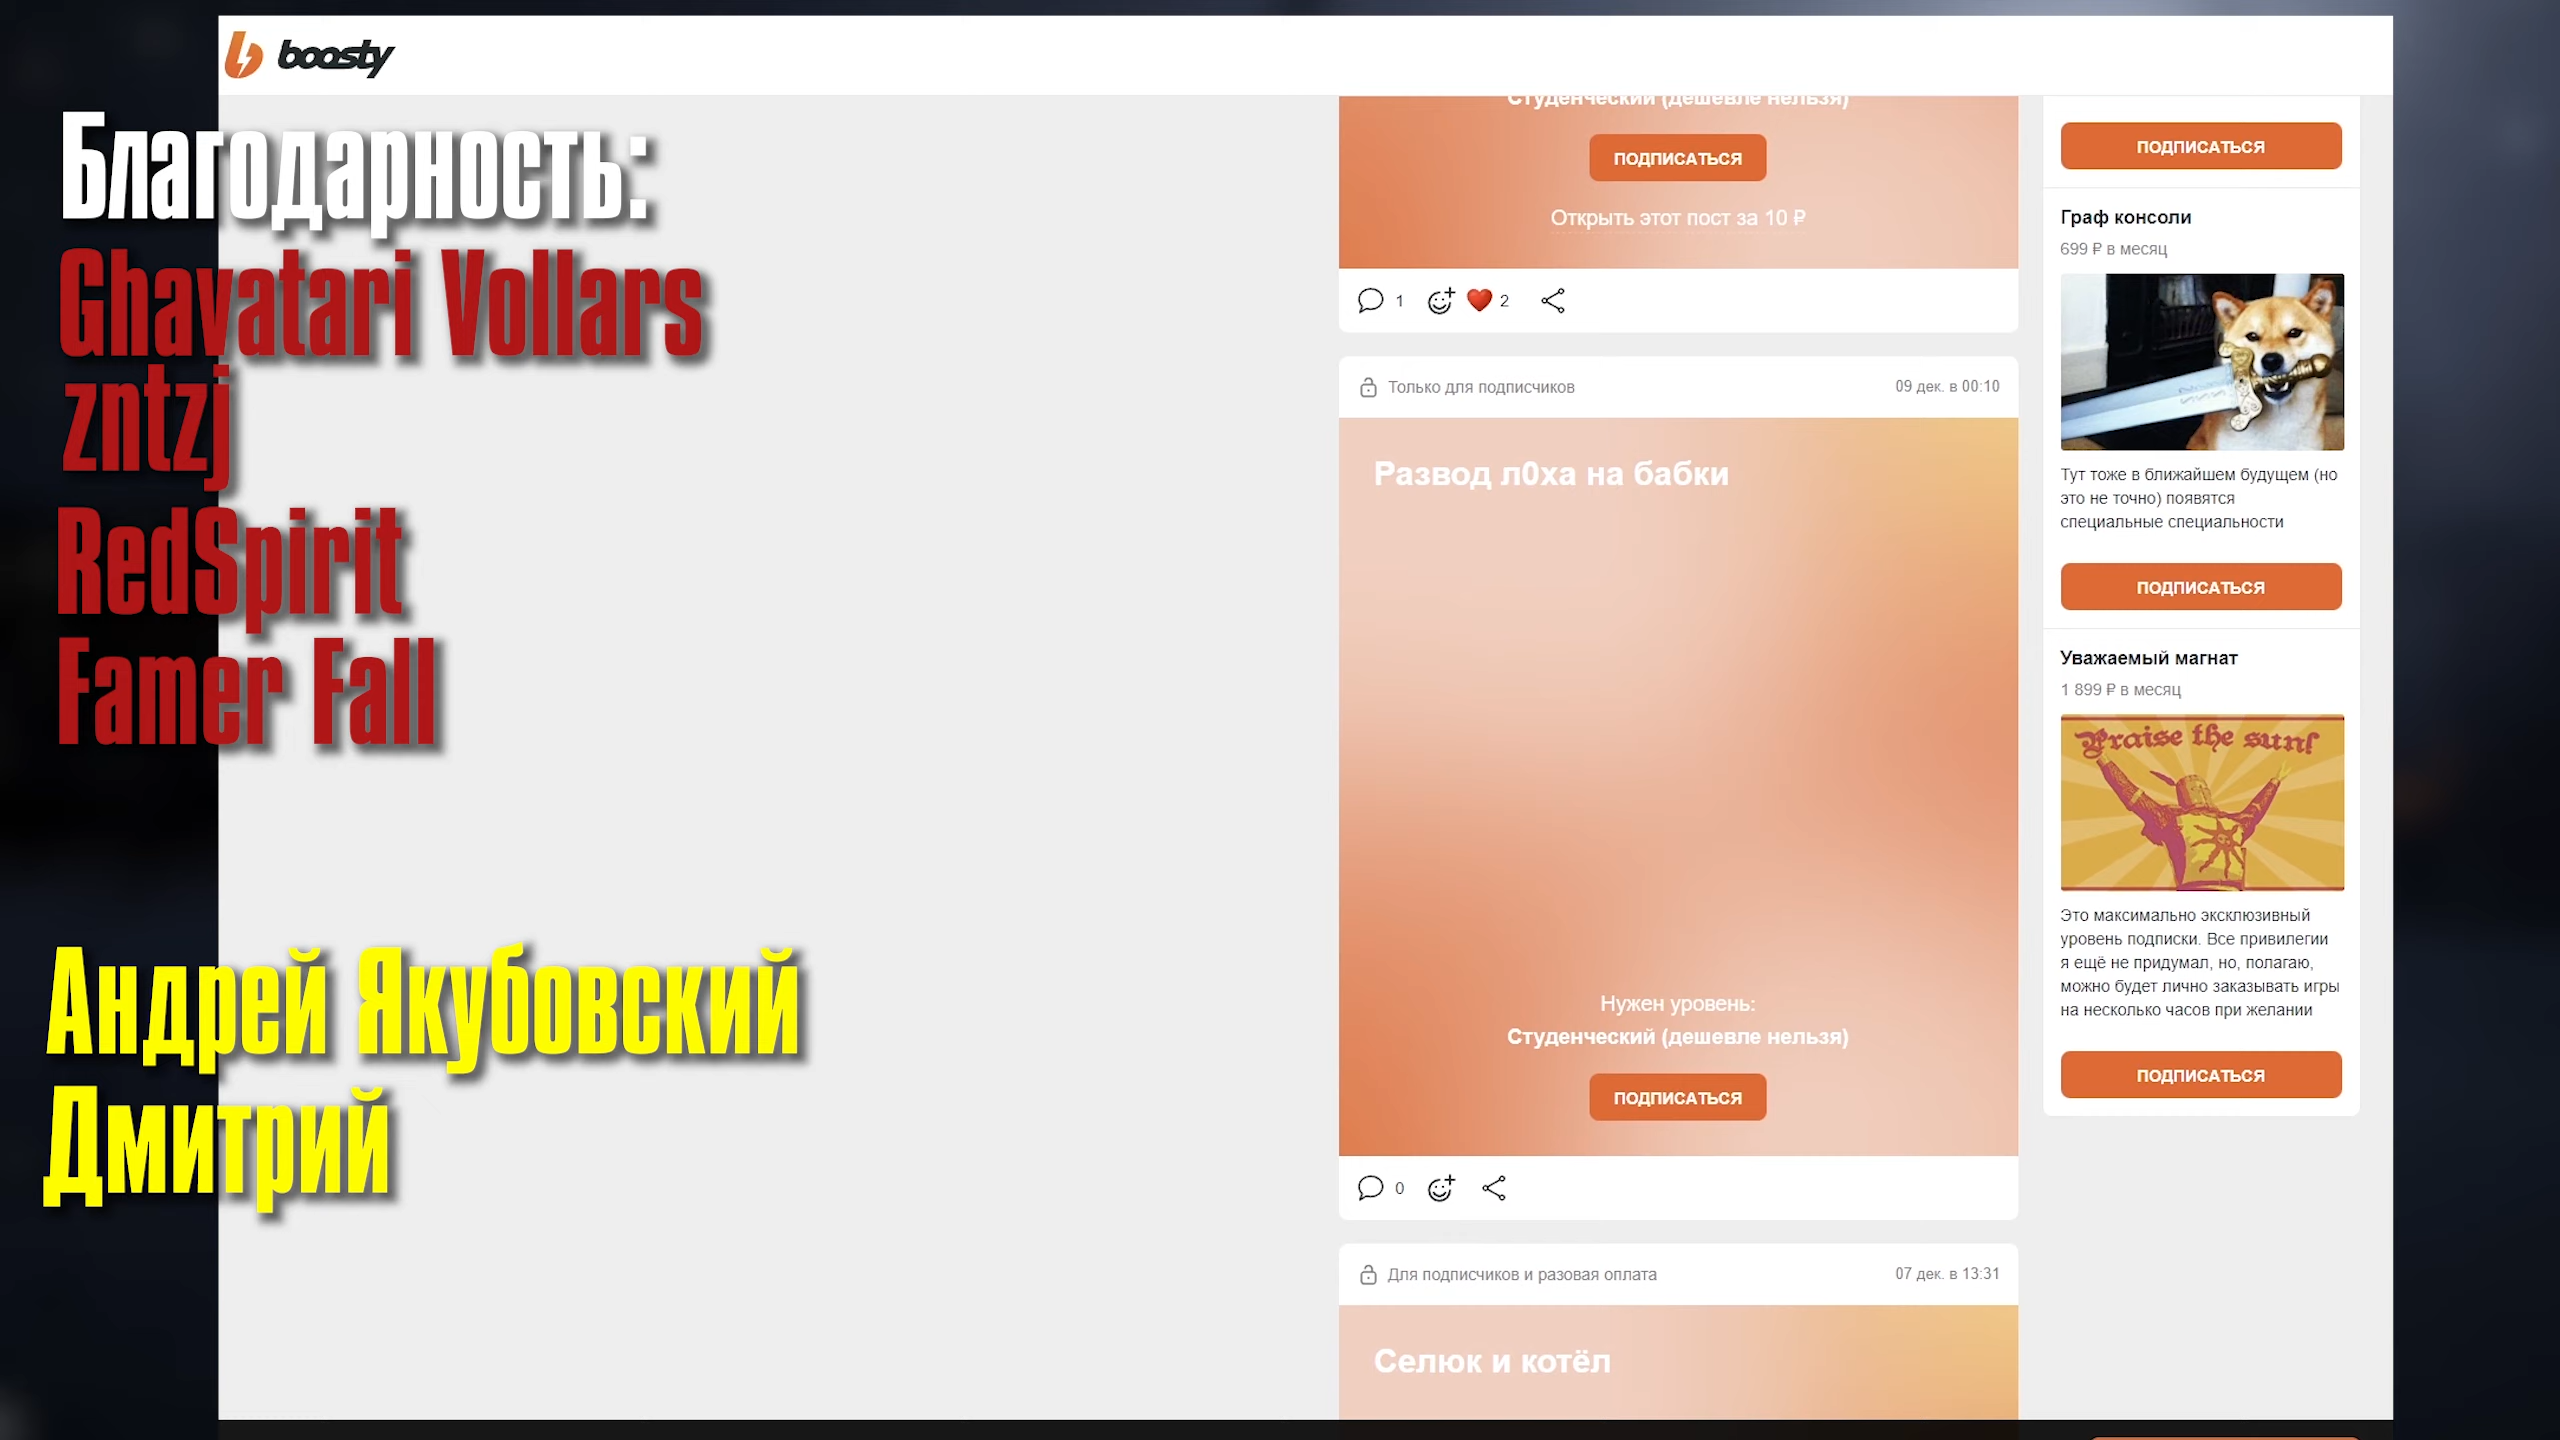 boosty
Благодарность:
Ghavatari Vollars
zntzj
RedSpirit
Famer Fall
Андрей Якубовский
Дмитрий
Студенческий (дешевле нельзя)
ПОДПИСАТЬСЯ
Открыть этот пост за 10 ₽
1
2
Только для подписчиков
09 дек. в 00:10
Развод л0ха на бабки
Нужен уровень:
Студенческий (дешевле нельзя)
ПОДПИСАТЬСЯ
0
Для подписчиков и разовая оплата
07 дек. в 13:31
Селюк и котёл
ПОДПИСАТЬСЯ
Граф консоли
699 ₽ в месяц
Тут тоже в ближайшем будущем (но
это не точно) появятся
специальные специальности
ПОДПИСАТЬСЯ
Уважаемый магнат
1 899 ₽ в месяц
Praise the sun!
Это максимально эксклюзивный
уровень подписки. Все привилегии
я ещё не придумал, но, полагаю,
можно будет лично заказывать игры
на несколько часов при желании
ПОДПИСАТЬСЯ